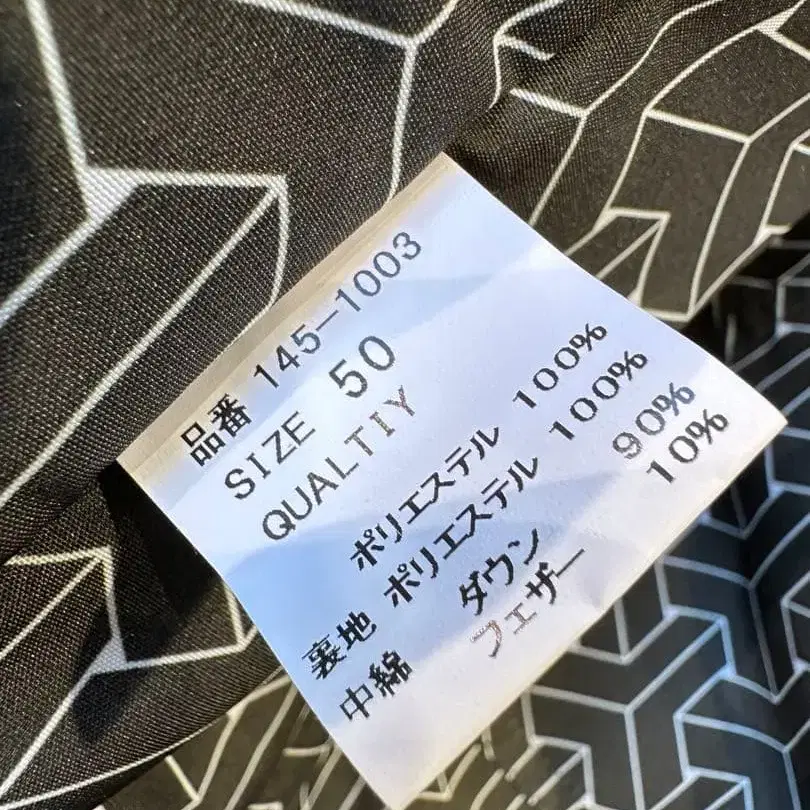 品番 145-1003
SIZE 50
QUALTIY
ポリエステル 100%
裏地 ポリエステル 100%
中綿 ダウン 90%
フェザー 10%